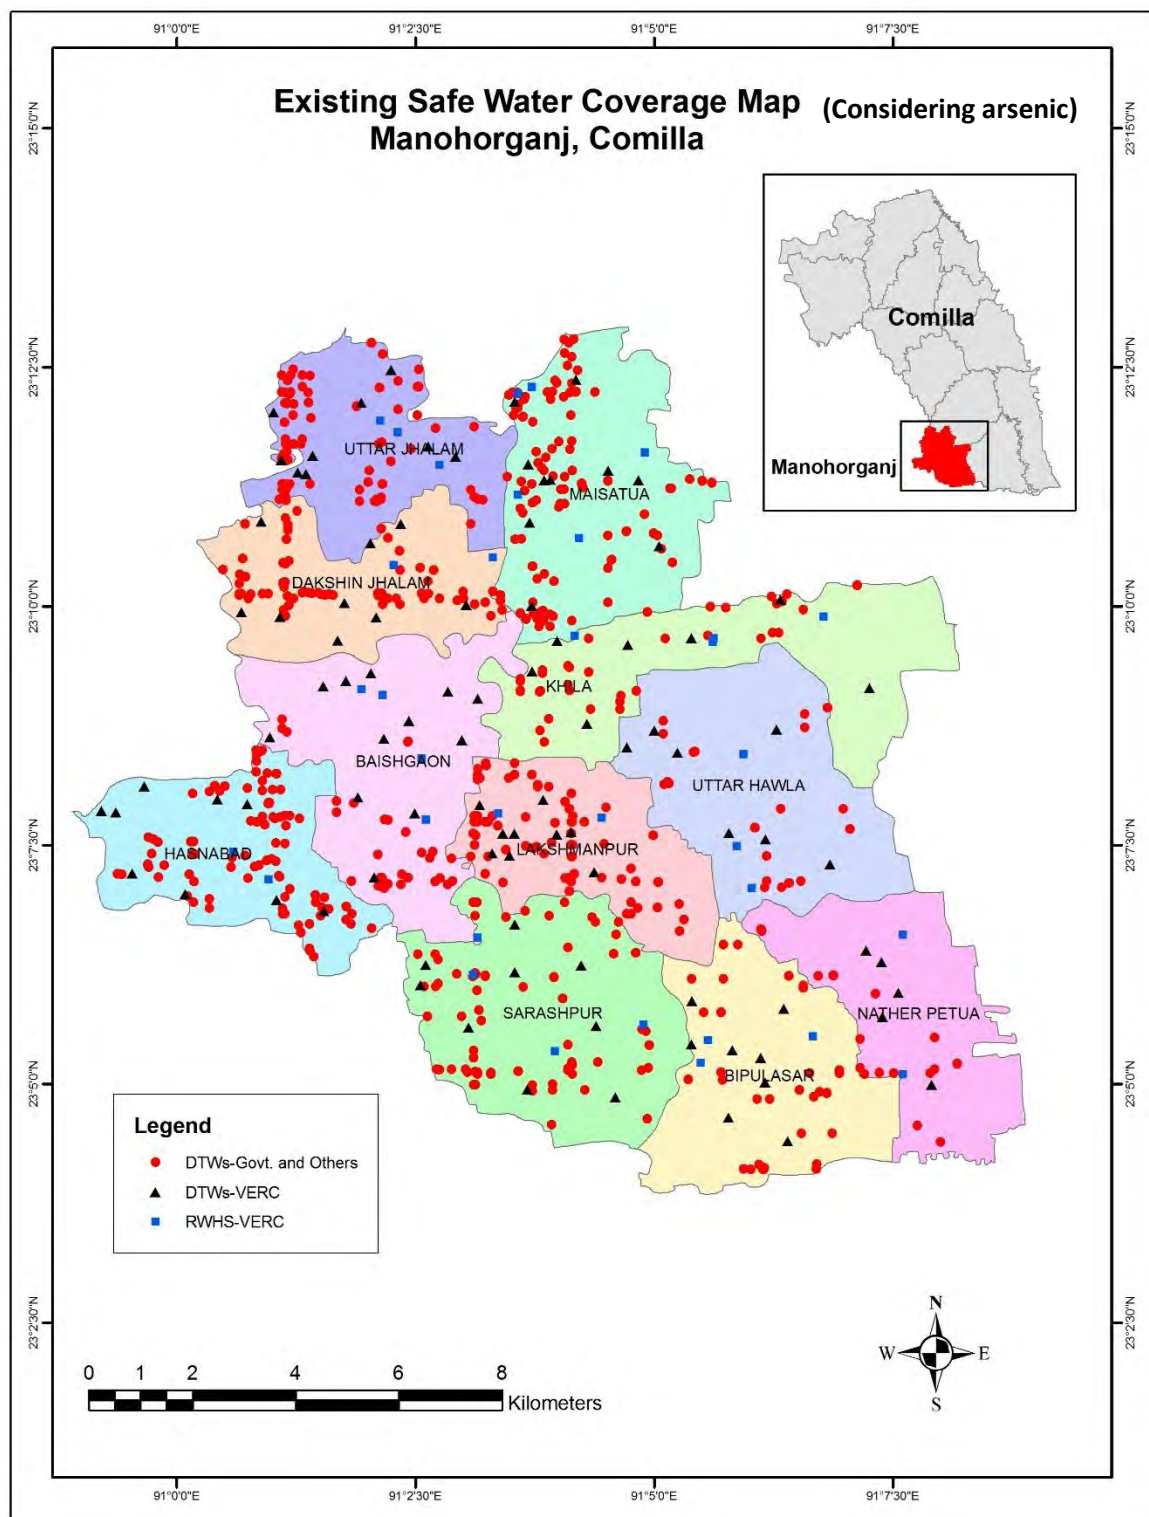 91°0'0"E
91°2'30"E
91°5'0"E
91°7'30"E
Existing Safe Water Coverage Map (Considering arsenic)
Manohorganj, Comilla
23°15'0"N
23°15'0"N
Comilla
Manohorganj
23°12'30"N
23°12'30"N
UTTAR JHALAM
MAISATUA
DAKSHIN JHALAM
23°10'0"N
23°10'0"N
KHILA
BAISHGAON
UTTAR HAWLA
HASNABAD
LAKSHMANPUR
23°7'30"N
23°7'30"N
SARASHPUR
NATHER PETUA
BIPULASAR
23°5'0"N
23°5'0"N
Legend
DTWs-Govt. and Others
DTWs-VERC
RWHS-VERC
23°2'30"N
23°2'30"N
N
W
E
S
0 1 2 4 6 8
Kilometers
91°0'0"E
91°2'30"E
91°5'0"E
91°7'30"E